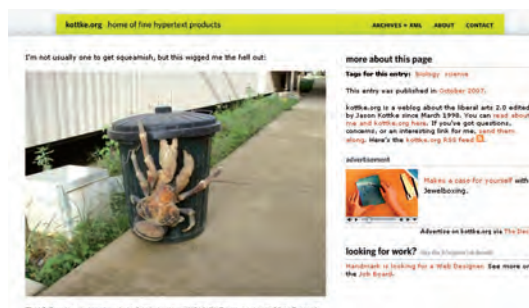 kottke.org home of fine hypertext products
ARCHIVES + XML ABOUT CONTACT
I'm not usually one to get squeamish, but this wigged me the hell out:
more about this page
Tags for this entry: biology science
This entry was published in October 2007.
kottke.org is a weblog about the liberal arts 2.0 edited
by Jason Kottke since March 1998. You can read about
me and kottke.org here. If you've got questions,
concerns, or an interesting link for me, send them
along. Here's the kottke.org RSS feed
advertisement
Makes a case for yourself with
Jewelboxing.
Advertise on kottke.org via The Dec
looking for work?
Handmark is looking for a Web Designer. See more on
the Job Board.